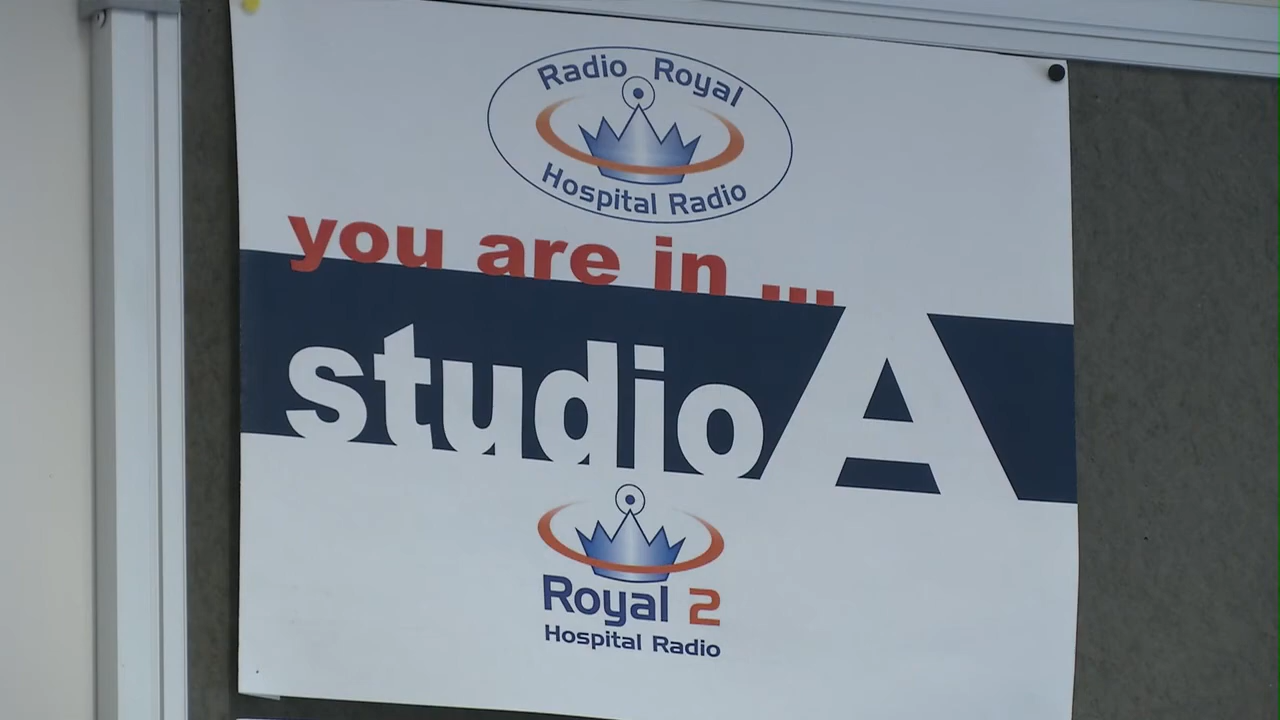 Radio Royal
Hospital Radio
you are in ...
studio A
Royal 2
Hospital Radio